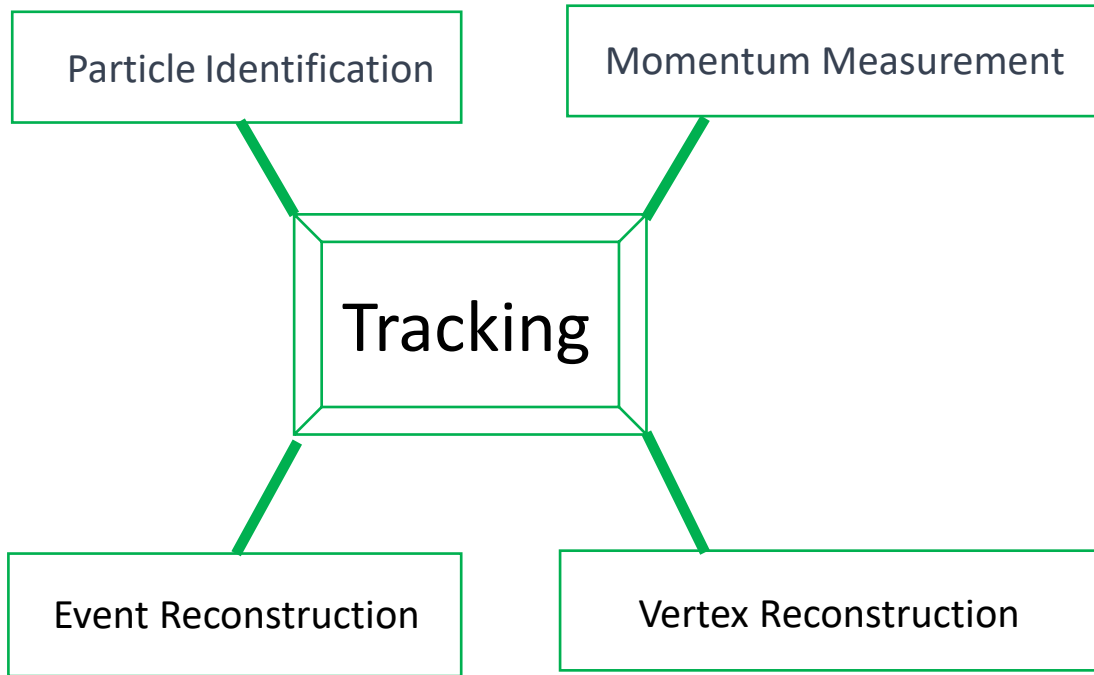 Particle Identification
Momentum Measurement
Tracking
Event Reconstruction
Vertex Reconstruction